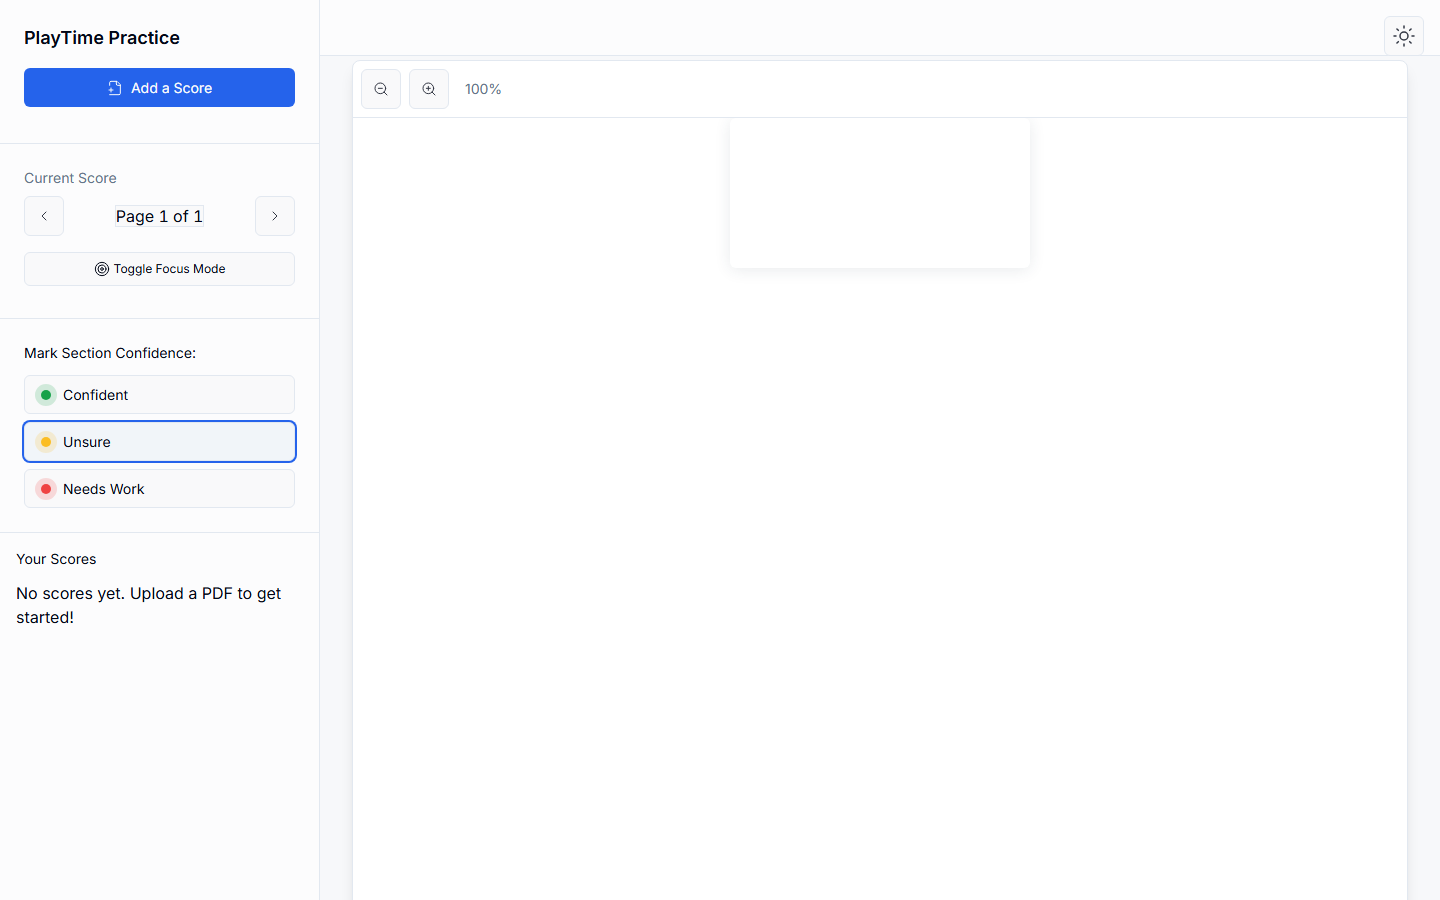 PlayTime Practice
Add a Score
Current Score
Page 1 of 1
Toggle Focus Mode
Mark Section Confidence:
Confident
Unsure
Needs Work
Your Scores
No scores yet. Upload a PDF to get
started!
100%